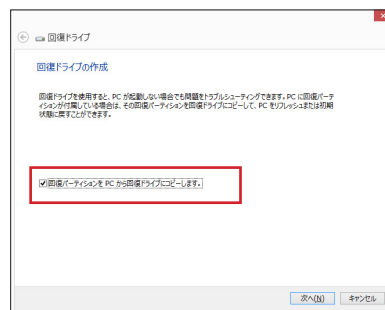 回復ドライブ
回復ドライブの作成
回復ドライブを使用すると、PC が起動しない場合でも問題をトラブルシューティングできます。PC に回復パーテ
ィションが付属している場合は、その回復パーティションを回復ドライブにコピーして、PC をリフレッシュまたは初期
状態に戻すことができます。
回復パーティションを PC から回復ドライブにコピーします。
次へ(N) キャンセル